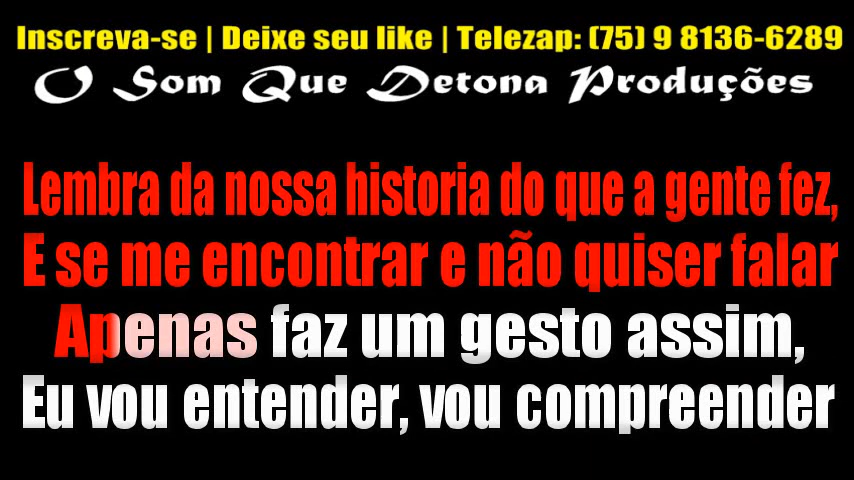 Inscreva-se | Deixe seu like | Telezap: (75) 9 8136-6289
O Som Que Detona Produções
Lembra da nossa historia do que a gente fez,
E se me encontrar e não quiser falar
Apenas faz um gesto assim,
Eu vou entender, vou compreender